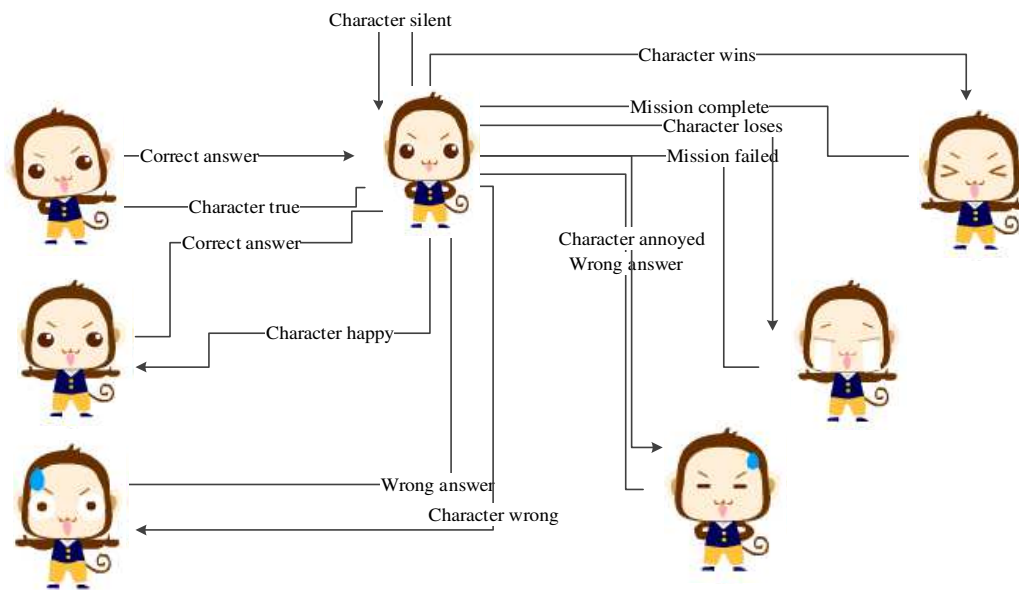 Character silent
Character wins
Mission complete
Character loses
Correct answer
Mission failed
Character true
Correct answer
Character annoyed
Wrong answer
Character happy
Wrong answer
Character wrong